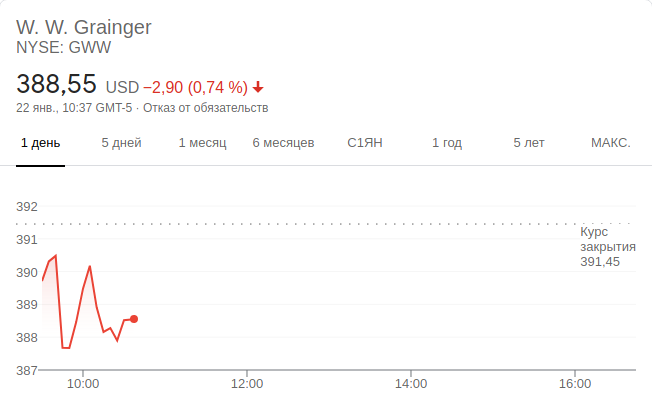 W. W. Grainger
NYSE: GWW
388,55 USD −2,90 (0,74 %)
22 янв., 10:37 GMT-5 · Отказ от обязательств
1 день 5 дней 1 месяц 6 месяцев С1ЯН 1 год 5 лет МАКС.
392
391
390
389
388
387
Курс
закрытия
391,45
10:00 12:00 14:00 16:00